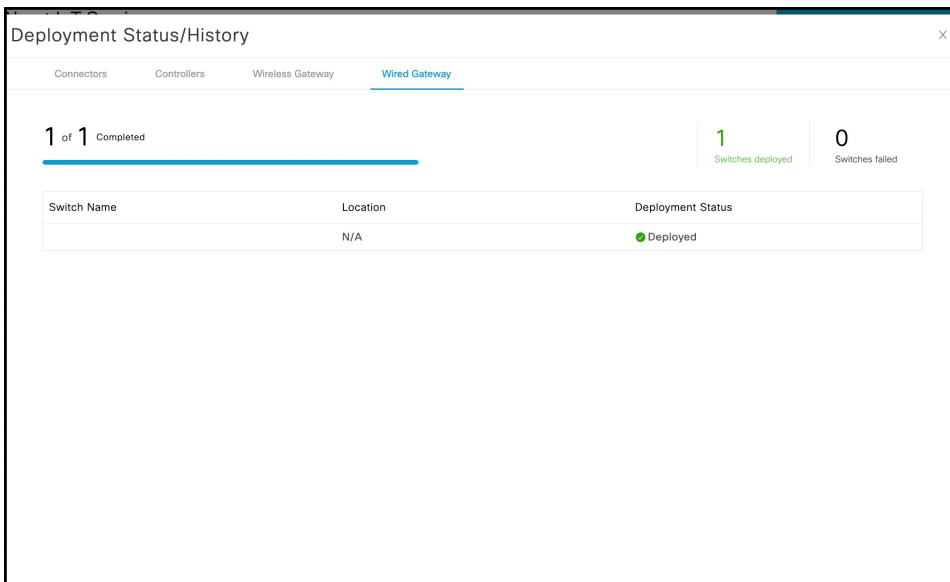 Deployment Status/History
Connectors Controllers Wireless Gateway Wired Gateway
1 of 1 Completed
1 0
Switches deployed Switches failed
Switch Name Location Deployment Status
N/A Deployed